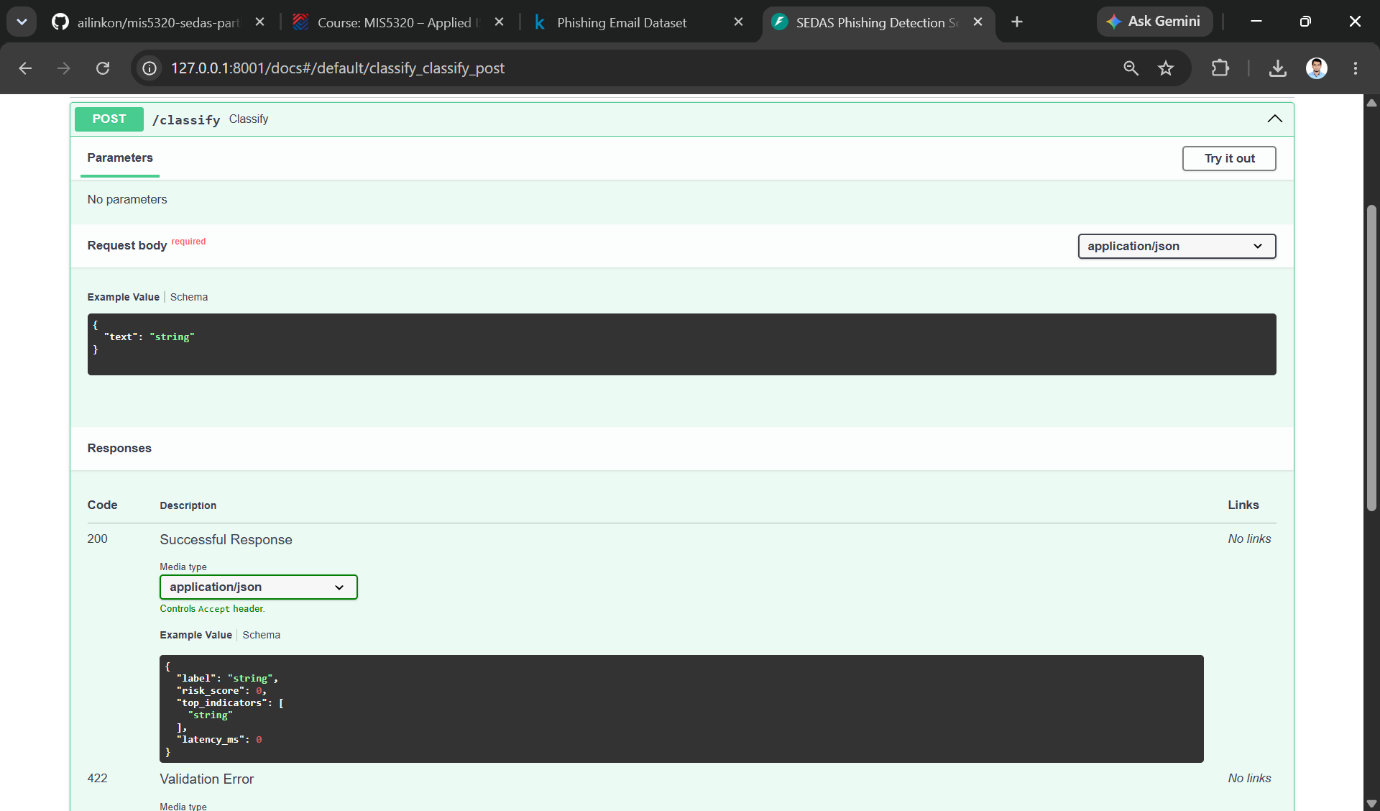 ailinkon/mis5320-sedas-part
Course: MIS5320 – Applied
Phishing Email Dataset
SEDAS Phishing Detection Se
Ask Gemini
127.0.0.1:8001/docs#/default/classify_classify_post
POST /classify Classify
Parameters
Try it out
No parameters
Request body required
application/json
Example Value Schema
{
"text": "string"
}
Responses
Code Description Links
200 Successful Response No links
Media type
application/json
Controls Accept header.
Example Value Schema
{
"label": "string",
"risk_score": 0,
"top_indicators": [
"string"
],
"latency_ms": 0
}
422 Validation Error No links
Media type